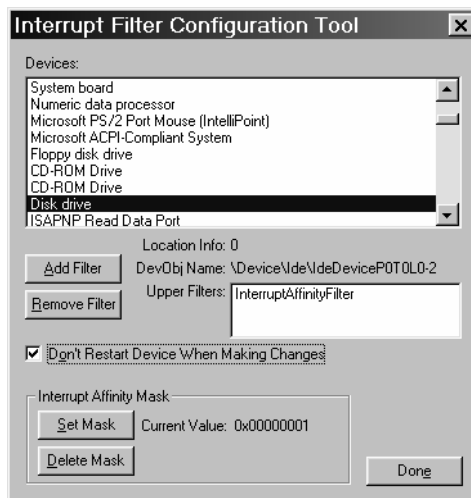 Interrupt Filter Configuration Tool
Devices:
System board
Numeric data processor
Microsoft PS/2 Port Mouse (IntelliPoint)
Microsoft ACPI-Compliant System
Floppy disk drive
CD-ROM Drive
CD-ROM Drive
Disk drive
ISAPNP Read Data Port
Location Info: 0
Add Filter
DevObj Name: \Device\Ide\IdeDeviceP0T0L0-2
Remove Filter
Upper Filters: InterruptAffinityFilter
Don't Restart Device When Making Changes
Interrupt Affinity Mask
Set Mask
Current Value: 0x00000001
Delete Mask
Done